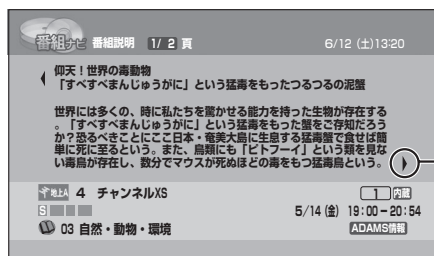 番組ナビ 番組説明 1/ 2 頁 6/12 (土)13:20
仰天！世界の毒動物
「すべすべまんじゅうがに」という猛毒をもったつるつるの泥蟹
世界には多くの、時に私たちを驚かせる能力を持った生物が存在する
。「すべすべまんじゅうがに」という猛毒をもった蟹をご存知だろう
か？恐るべきことにここ日本・奄美大島に生息する猛毒蟹で食せば簡
単に死に至るという。また、鳥類にも「ピトフーイ」という類を見な
い毒鳥が存在し、数分でマウスが死ぬほどの毒をもつ猛毒鳥という。
地上A 4 チャンネルXS 1 内蔵
S 5/14 (金) 19:00-20:54
03 自然・動物・環境 ADAMS情報